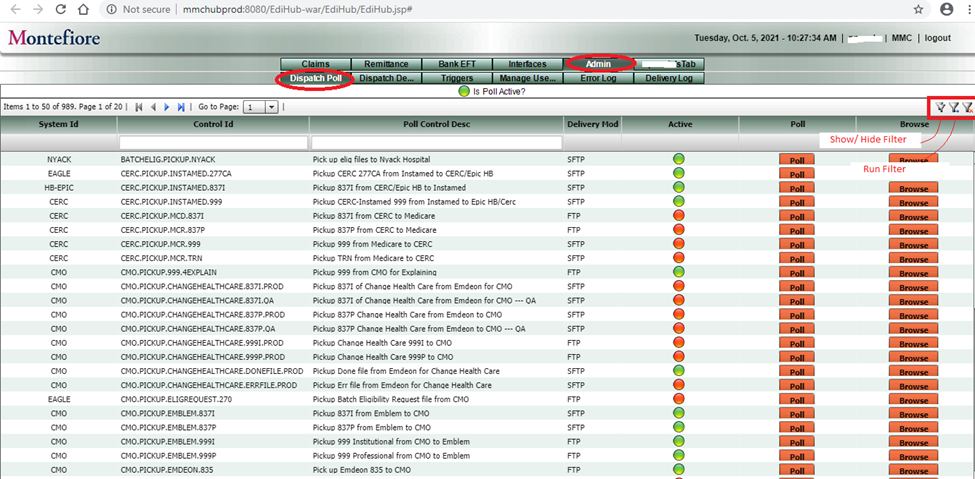 Not secure | mmchubprod:8080/EdiHub-war/EdiHub/EdiHub.jsp#
Montefiore
Tuesday, Oct. 5, 2021 - 10:27:34 AM | | MMC | logout
Claims Remittance Bank EFT Interfaces Admin sTab
Dispatch Poll Dispatch De... Triggers Manage Use... Error Log Delivery Log
Is Poll Active?
Items 1 to 50 of 989. Page 1 of 20 | Go to Page: 1 |
System Id Control Id Poll Control Desc Delivery Mod Active Poll Browse
Show/ Hide Filter
NYACK BATCHELIG.PICKUP.NYACK Pick up eliq files to Nyack Hospital SFTP Poll Browse
Run Filter
EAGLE CERC.PICKUP.INSTAMED.277CA Pickup CERC 277CA from Instamed to CERC/Epic HB SFTP Poll
HB-EPIC CERC.PICKUP.INSTAMED.837I Pickup 837I from CERC/Epic HB to Instamed SFTP Poll Browse
CERC CERC.PICKUP.INSTAMED.999 Pickup CERC-Instamed 999 from Instamed to Epic HB/Cerc SFTP Poll Browse
CERC CERC.PICKUP.MCD.837I Pickup 837I from CERC to Medicare FTP Poll Browse
CERC CERC.PICKUP.MCR.837P Pickup 837P from CERC to Medicare FTP Poll Browse
CERC CERC.PICKUP.MCR.999 Pickup 999 from Medicare to CERC SFTP Poll Browse
CERC CERC.PICKUP.MCR.TRN Pickup TRN from Medicare to CERC SFTP Poll Browse
CMO CMO.PICKUP.999.4EXPLAIN Pickup 999 from CMO for Explaining FTP Poll Browse
CMO CMO.PICKUP.CHANGEHEALTHCARE.837I.PROD Pickup 837I of Change Health Care from Emdeon for CMO SFTP Poll Browse
CMO CMO.PICKUP.CHANGEHEALTHCARE.837I.QA Pickup 837I of Change Health Care from Emdeon for CMO --- QA SFTP Poll Browse
CMO CMO.PICKUP.CHANGEHEALTHCARE.837P.PROD Pickup 837P Change Health Care from Emdeon to CMO SFTP Poll Browse
CMO CMO.PICKUP.CHANGEHEALTHCARE.837P.QA Pickup 837P Change Health Care from Emdeon to CMO --- QA SFTP Poll Browse
CMO CMO.PICKUP.CHANGEHEALTHCARE.999I.PROD Pickup Change Health Care 999I to CMO FTP Poll Browse
CMO CMO.PICKUP.CHANGEHEALTHCARE.999P.PROD Pickup Change Health Care 999P to CMO FTP Poll Browse
CMO CMO.PICKUP.CHANGEHEALTHCARE.DONEFILE.PROD Pickup Done file from Emdeon for Change Health Care SFTP Poll Browse
CMO CMO.PICKUP.CHANGEHEALTHCARE.ERRFILE.PROD Pickup Err file from Emdeon for Change Health Care SFTP Poll Browse
EAGLE CMO.PICKUP.ELIGREQUEST.270 Pickup Batch Eligibility Request file from CMO FTP Poll Browse
CMO CMO.PICKUP.EMBLEM.837I Pickup 837I from Emblem to CMO SFTP Poll Browse
CMO CMO.PICKUP.EMBLEM.837P Pickup 837P from Emblem to CMO SFTP Poll Browse
CMO CMO.PICKUP.EMBLEM.999I Pickup 999 Institutional from CMO to Emblem FTP Poll Browse
CMO CMO.PICKUP.EMBLEM.999P Pickup 999 Professional from CMO to Emblem FTP Poll Browse
CMO CMO.PICKUP.EMDEON.835 Pick up Emdeon 835 to CMO FTP Poll Browse